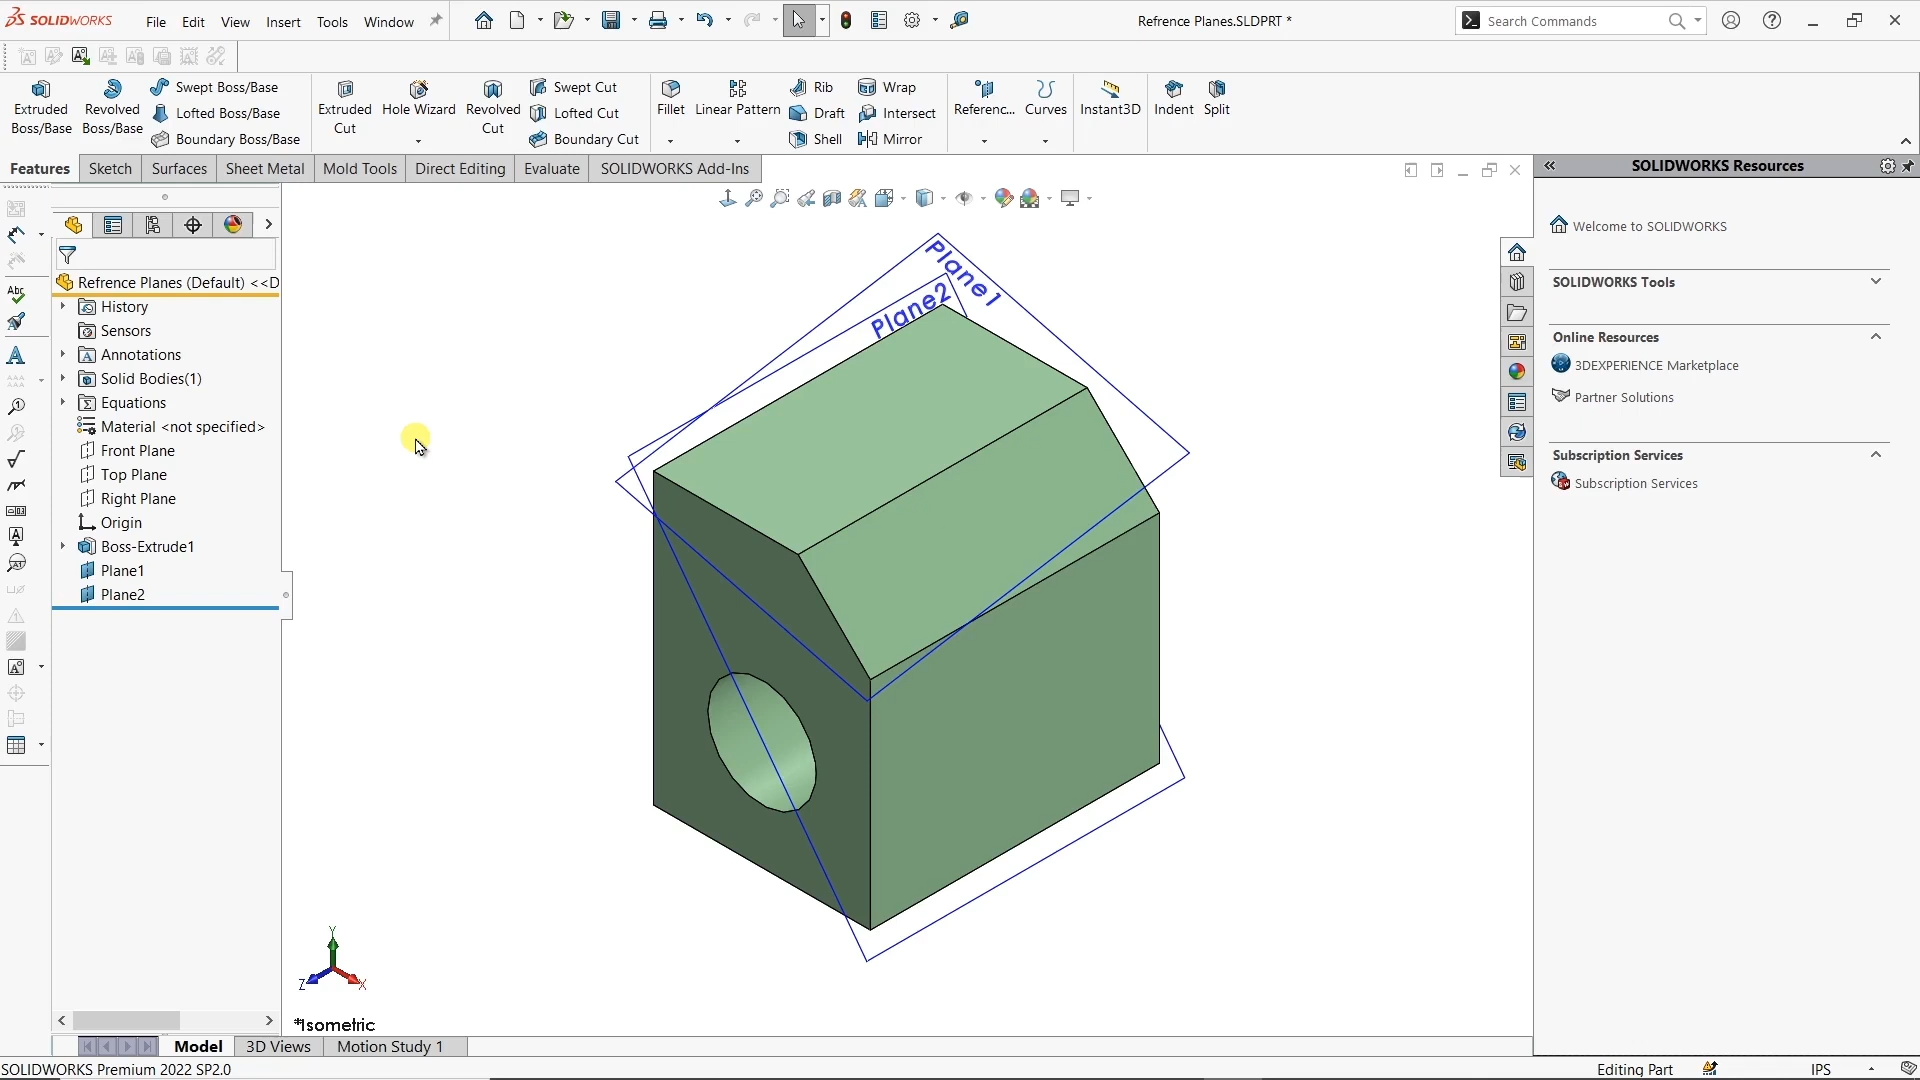 SOLIDWORKS File Edit View Insert Tools Window Refrence Planes.SLDPRT * Search Commands
Extruded Boss/Base
Revolved Boss/Base
Swept Boss/Base
Lofted Boss/Base
Boundary Boss/Base
Extruded Cut
Hole Wizard
Revolved Cut
Swept Cut
Lofted Cut
Boundary Cut
Fillet
Linear Pattern
Rib
Draft
Shell
Wrap
Intersect
Mirror
Referenc...
Curves
Instant3D
Indent
Split
Features Sketch Surfaces Sheet Metal Mold Tools Direct Editing Evaluate SOLIDWORKS Add-Ins
Refrence Planes (Default) <<D
History
Sensors
Annotations
Solid Bodies(1)
Equations
Material <not specified>
Front Plane
Top Plane
Right Plane
Origin
Boss-Extrude1
Plane1
Plane2
Abc
Plane1
Plane2
Y
Z
X
*Isometric
SOLIDWORKS Resources
Welcome to SOLIDWORKS
SOLIDWORKS Tools
Online Resources
3DEXPERIENCE Marketplace
Partner Solutions
Subscription Services
Subscription Services
Model 3D Views Motion Study 1
SOLIDWORKS Premium 2022 SP2.0 Editing Part IPS